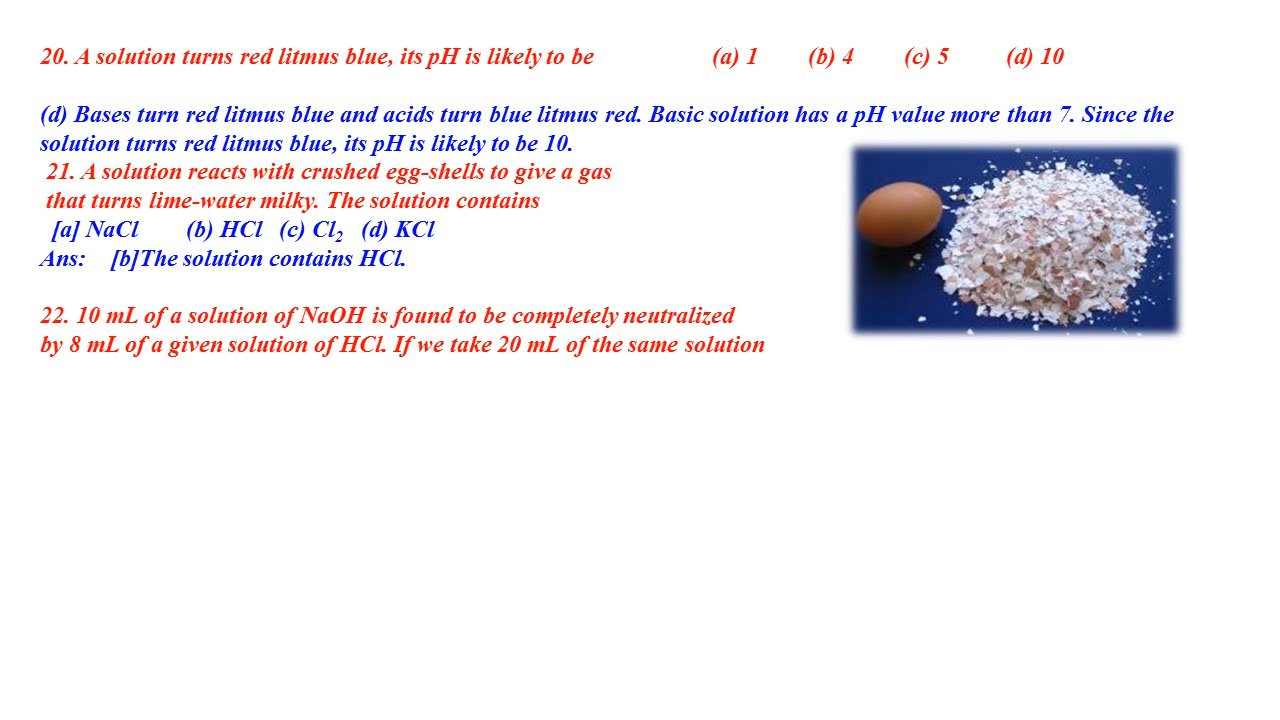 20. A solution turns red litmus blue, its pH is likely to be (a) 1 (b) 4 (c) 5 (d) 10
(d) Bases turn red litmus blue and acids turn blue litmus red. Basic solution has a pH value more than 7. Since the
solution turns red litmus blue, its pH is likely to be 10.
21. A solution reacts with crushed egg-shells to give a gas
that turns lime-water milky. The solution contains
[a] NaCl (b) HCl (c) Cl₂ (d) KCl
Ans: [b]The solution contains HCl.
22. 10 mL of a solution of NaOH is found to be completely neutralized
by 8 mL of a given solution of HCl. If we take 20 mL of the same solution